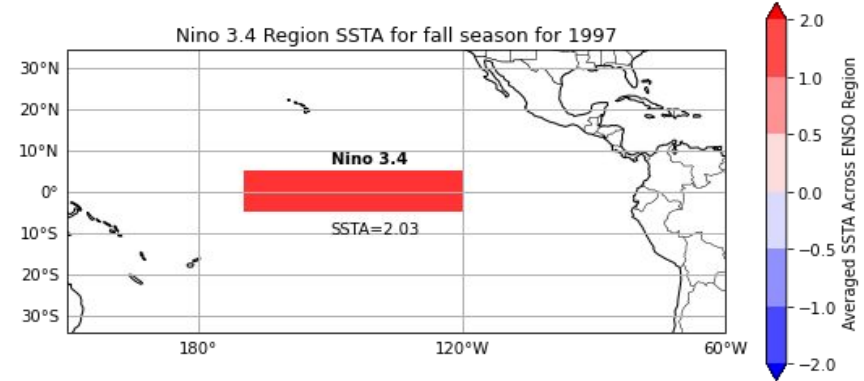 Nino 3.4 Region SSTA for fall season for 1997
30°N
20°N
10°N
0°
10°S
20°S
30°S
Nino 3.4
SSTA=2.03
180°
120°W
60°W
2.0
1.0
0.5
0.0
−0.5
−1.0
−2.0
Averaged SSTA Across ENSO Region